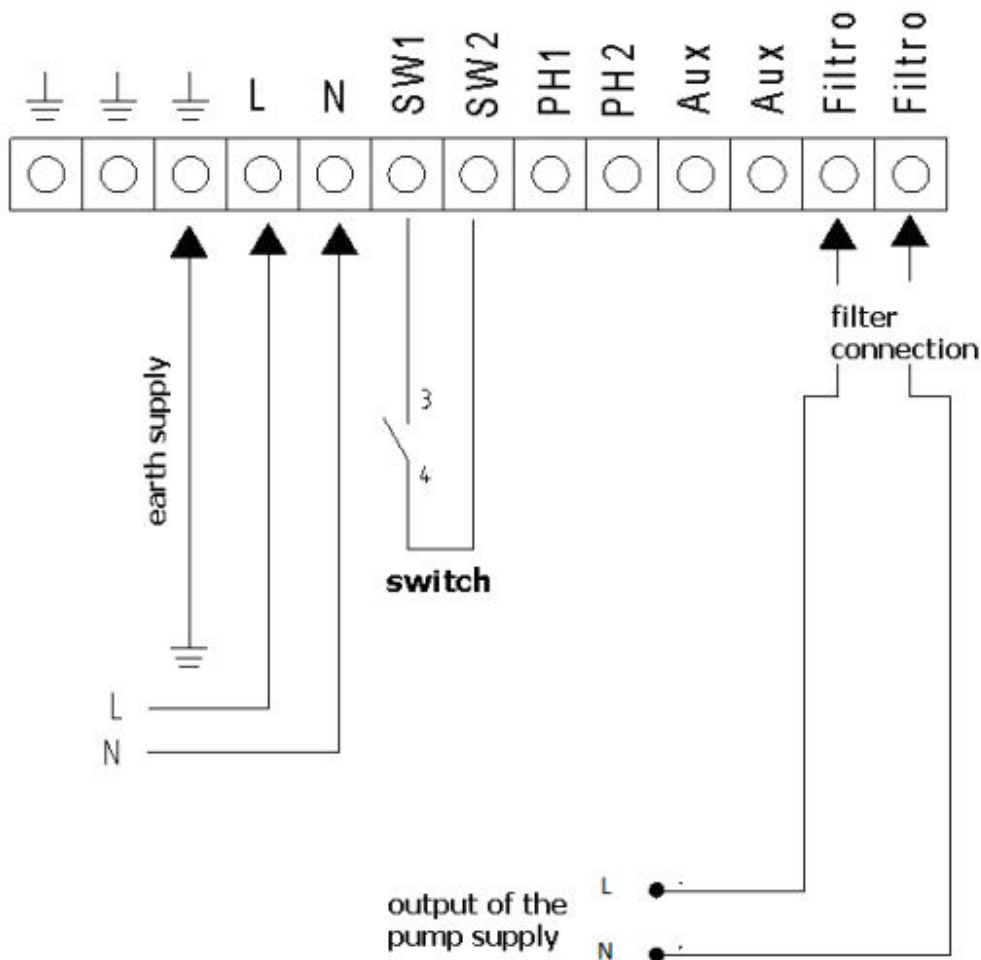 L
N
SW1
SW2
PH1
PH2
Aux
Aux
Filtro
Filtro
filter
connection
earth supply
3
4
switch
L
N
output of the
pump supply
L
N